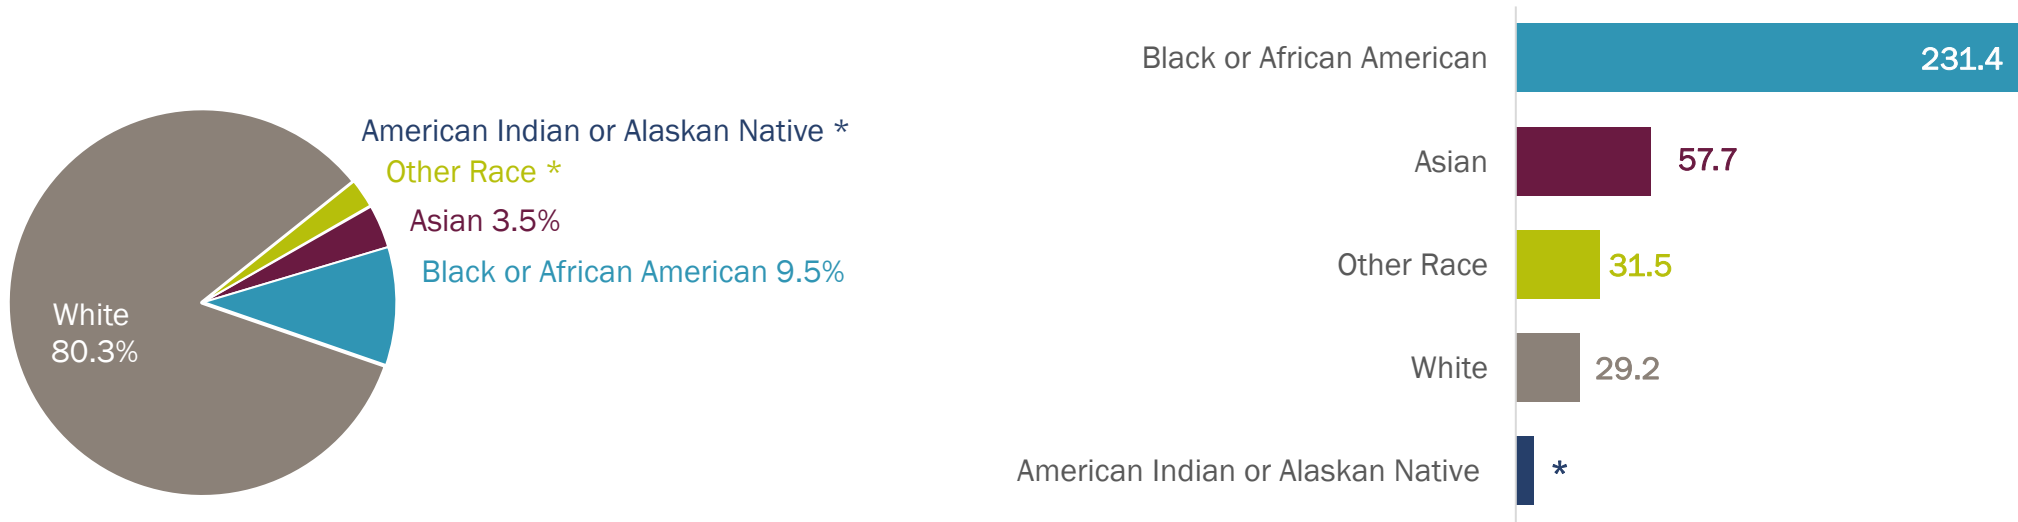 American Indian or Alaskan Native *
Other Race *
Asian 3.5%
Black or African American 9.5%
White
80.3%
Black or African American
231.4
Asian
57.7
Other Race
31.5
White
29.2
American Indian or Alaskan Native
*